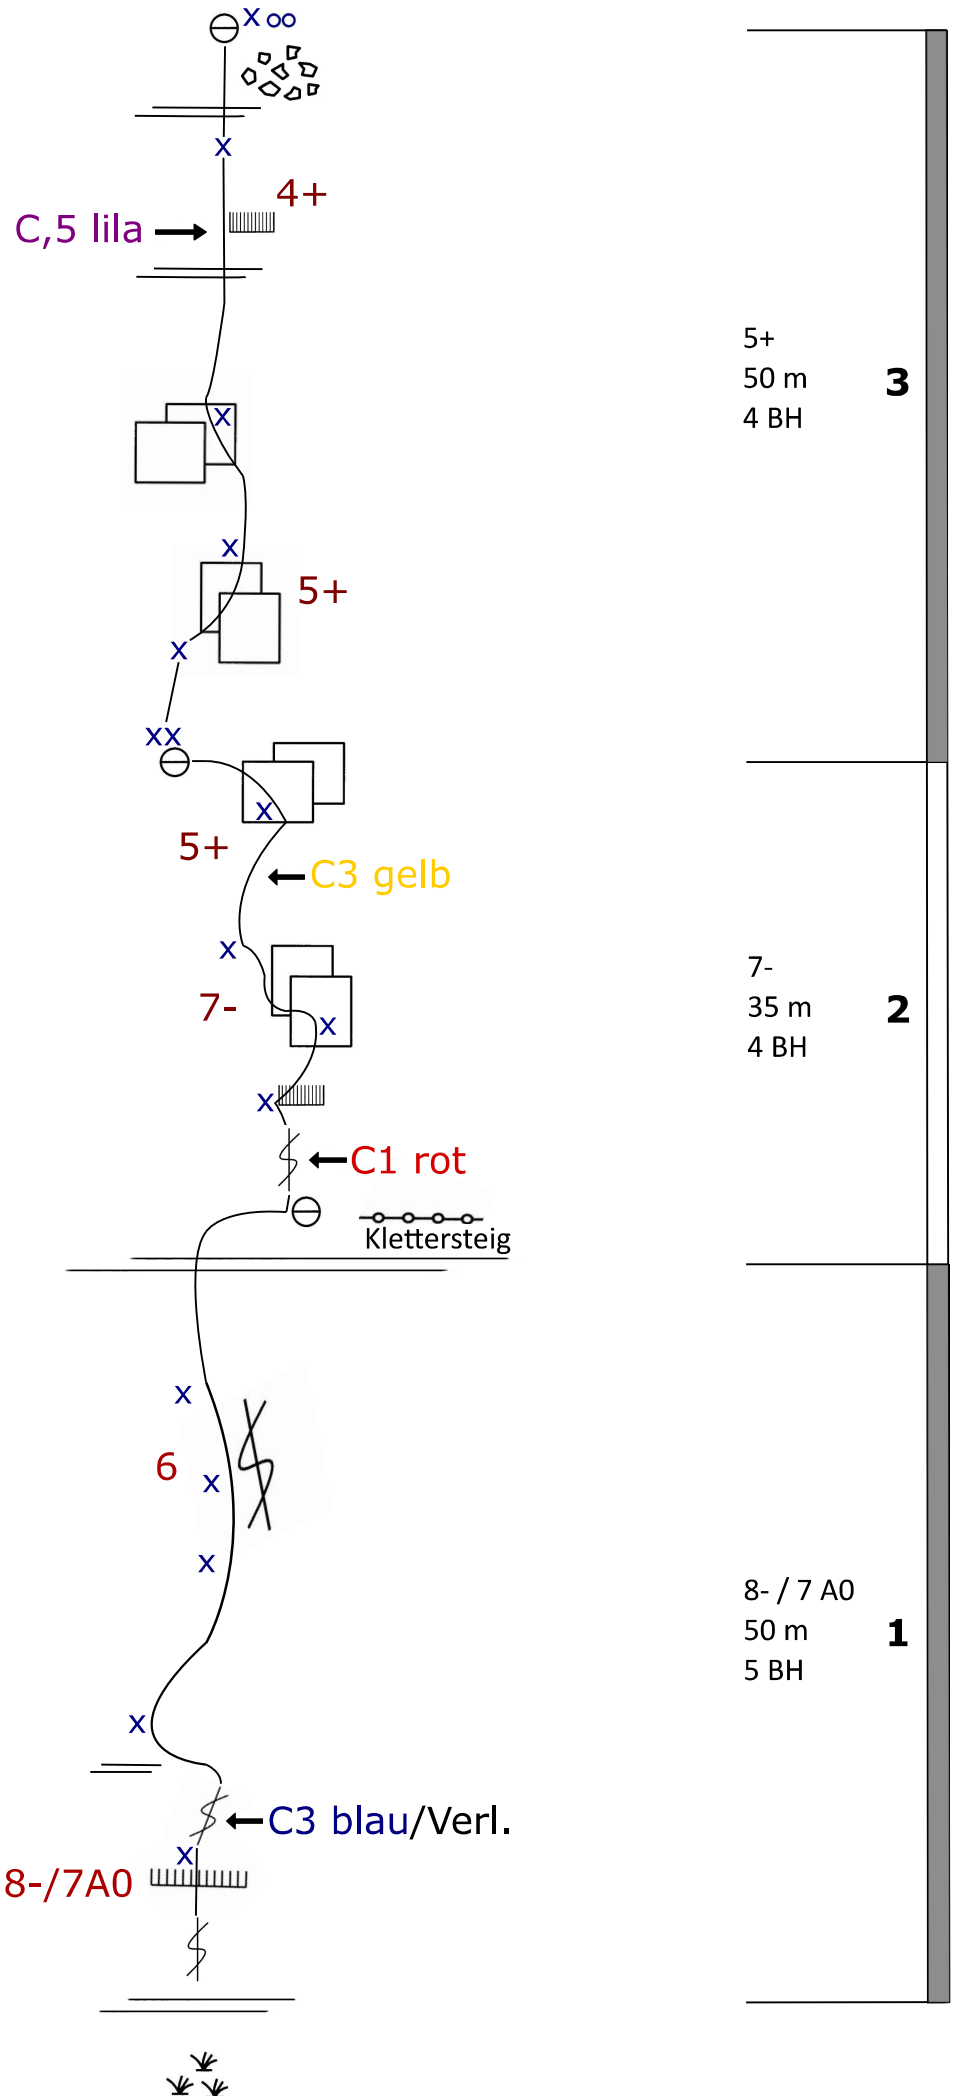 x ∞
x
4+
C,5 lila
5+
50 m
4 BH
3
x
x
5+
x
xx
x
5+
C3 gelb
x
7-
x
7-
35 m
4 BH
2
x
C1 rot
Klettersteig
x
6
x
x
8- / 7 A0
50 m
5 BH
1
x
C3 blau/Verl.
x
8-/7A0